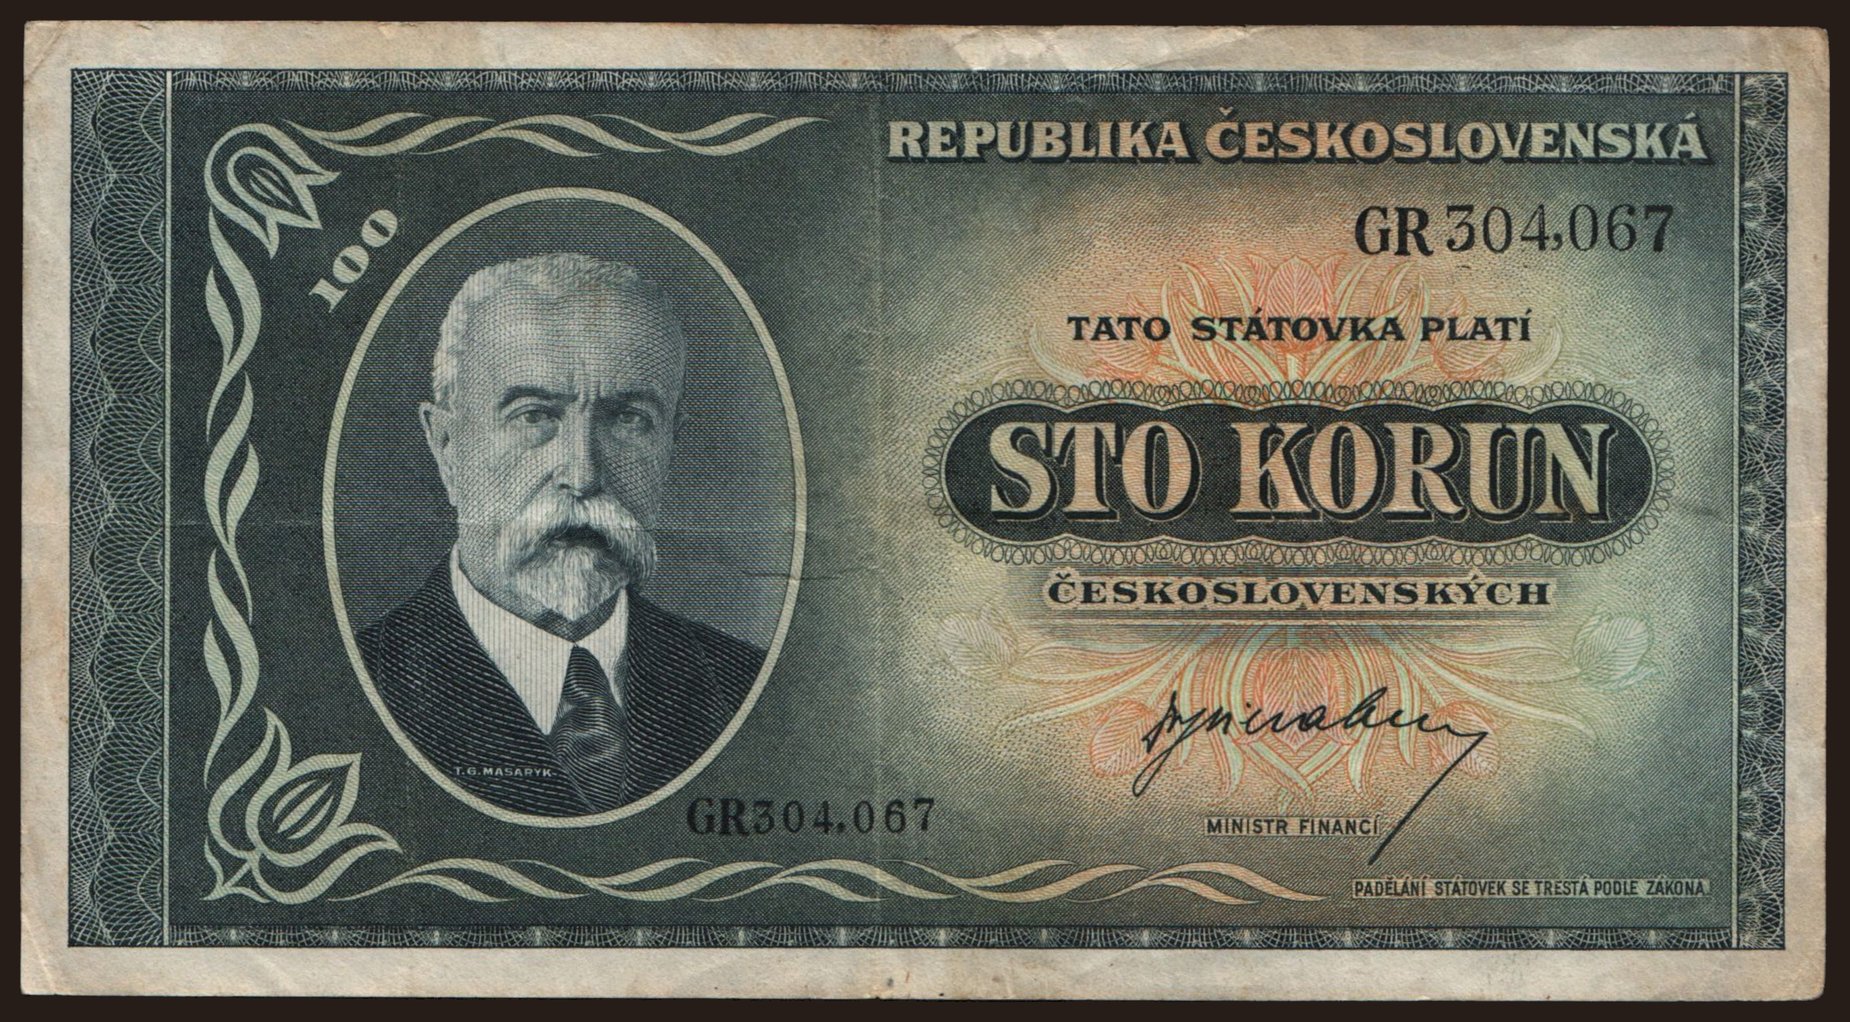 REPUBLIKA ČESKOSLOVENSKÁ
100
GR 304,067
TATO STÁTOVKA PLATÍ
STO KORUN
ČESKOSLOVENSKÝCH
T.G.MASARYK
GR304.067
MINISTR FINANCÍ
PADĚLÁNÍ STÁTOVEK SE TRESTÁ PODLE ZÁKONA.